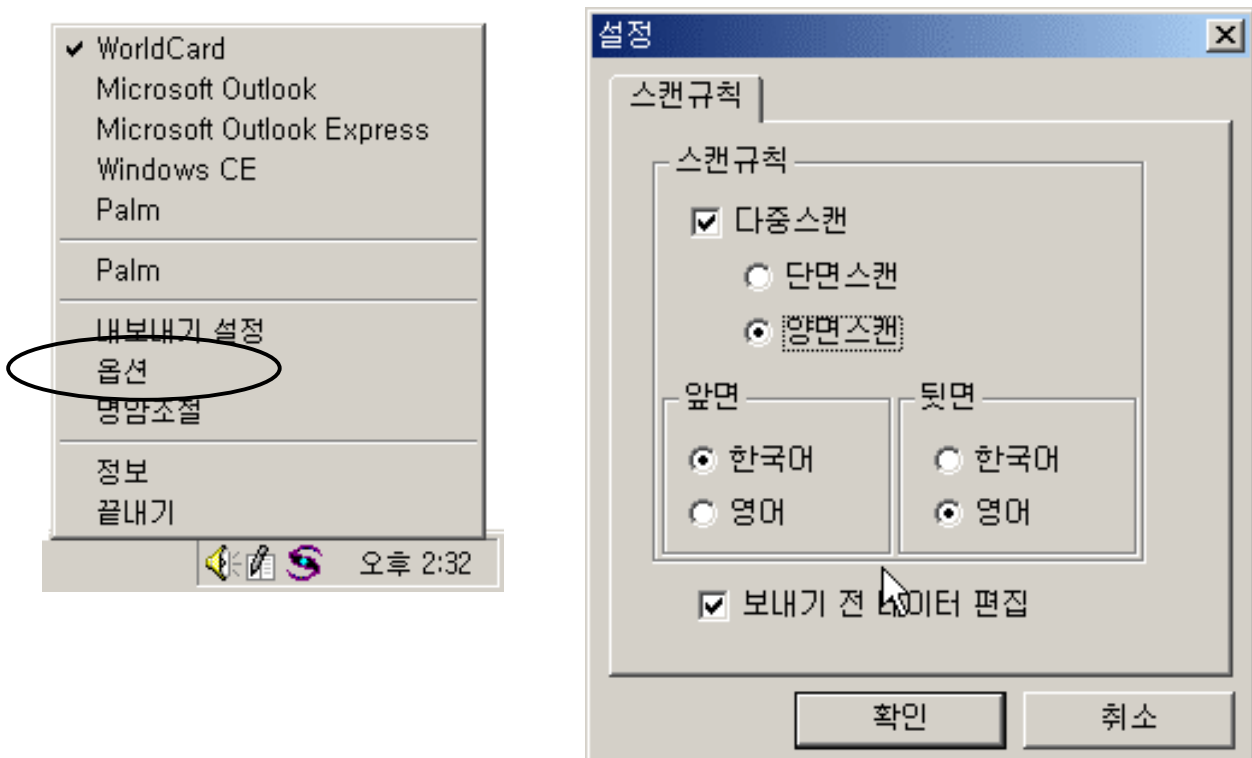 WorldCard
Microsoft Outlook
Microsoft Outlook Express
Windows CE
Palm
Palm
내보내기 설정
옵션
명암조절
정보
끝내기
오후 2:32
설정
스캔규칙
스캔규칙
다중스캔
단면스캔
양면스캔
앞면
한국어
영어
뒷면
한국어
영어
보내기 전 데이터 편집
확인
취소